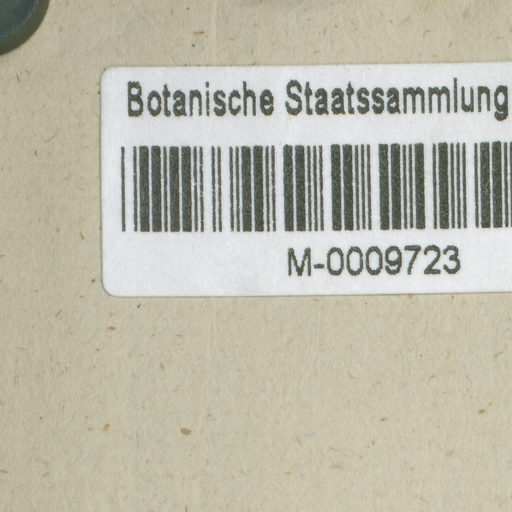 Botanische Staatssammlung
M-0009723